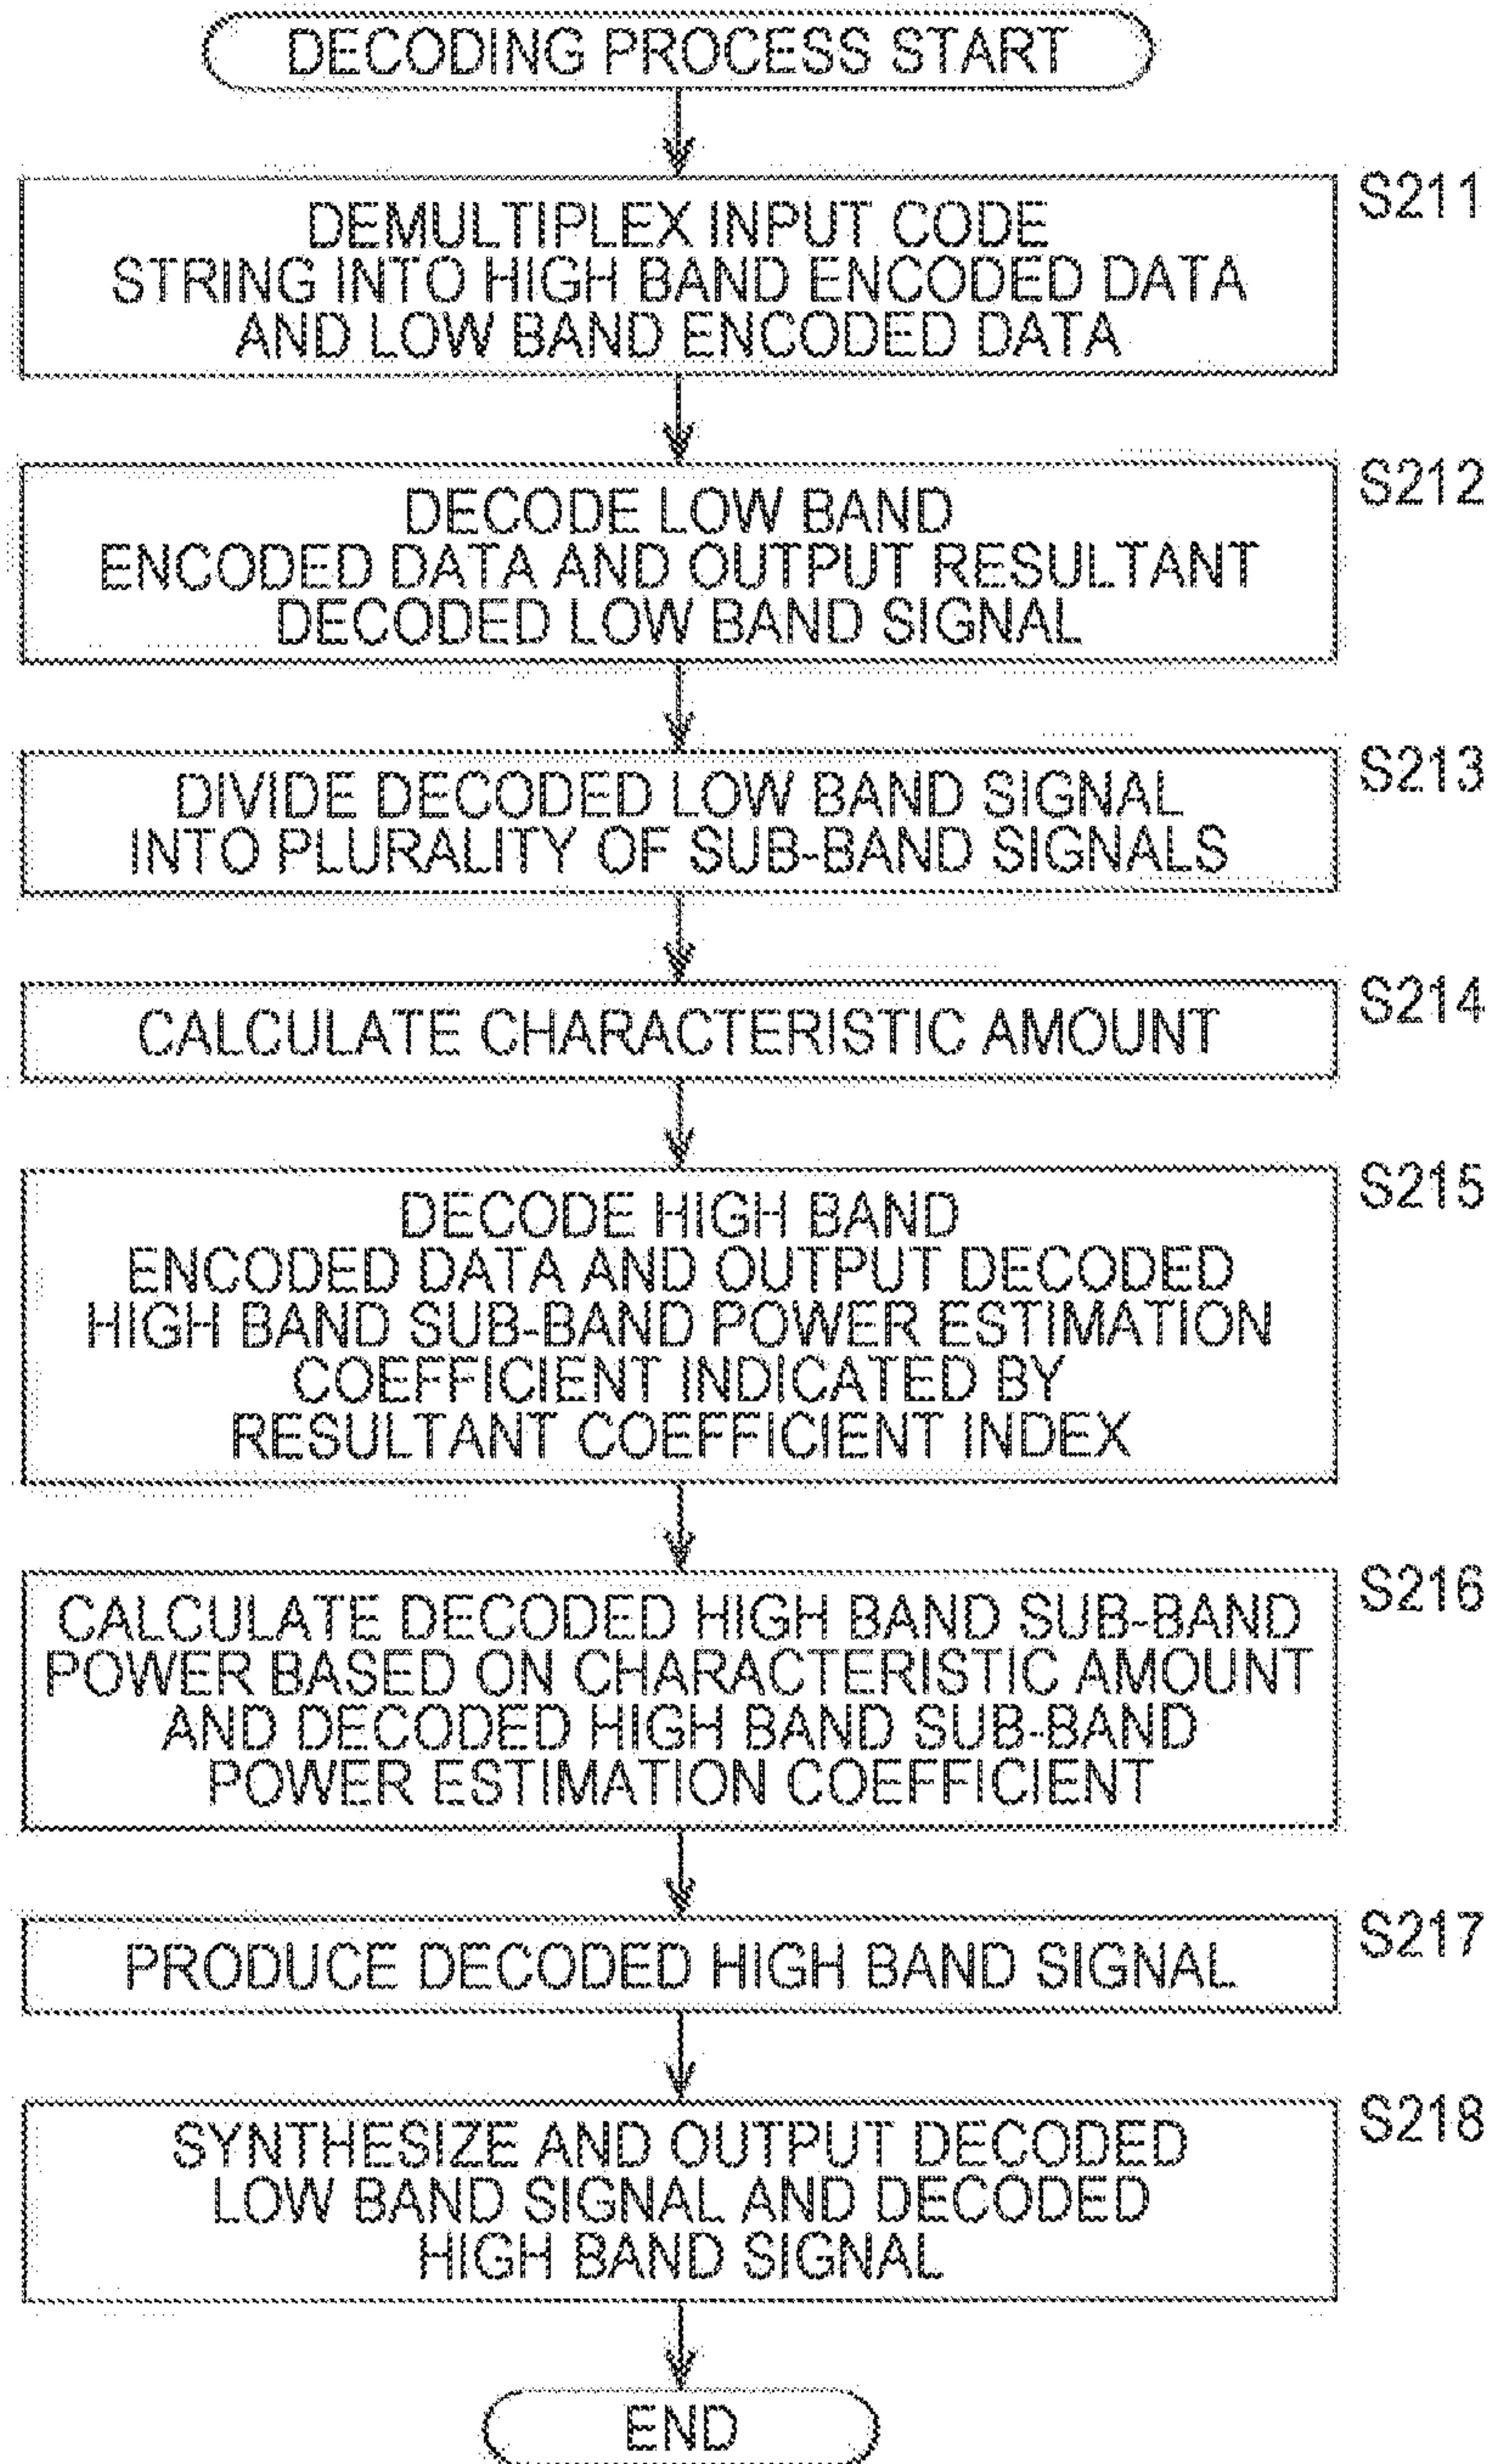 DECODING PROCESS START
S211
DEMULTIPLEX INPUT CODE
STRING INTO HIGH BAND ENCODED DATA
AND LOW BAND ENCODED DATA
S212
DECODE LOW BAND
ENCODED DATA AND OUTPUT RESULTANT
DECODED LOW BAND SIGNAL
S213
DIVIDE DECODED LOW BAND SIGNAL
INTO PLURALITY OF SUB-BAND SIGNALS
S214
CALCULATE CHARACTERISTIC AMOUNT
S215
DECODE HIGH BAND
ENCODED DATA AND OUTPUT DECODED
HIGH BAND SUB-BAND POWER ESTIMATION
COEFFICIENT INDICATED BY
RESULTANT COEFFICIENT INDEX
S216
CALCULATE DECODED HIGH BAND SUB-BAND
POWER BASED ON CHARACTERISTIC AMOUNT
AND DECODED HIGH BAND SUB-BAND
POWER ESTIMATION COEFFICIENT
S217
PRODUCE DECODED HIGH BAND SIGNAL
S218
SYNTHESIZE AND OUTPUT DECODED
LOW BAND SIGNAL AND DECODED
HIGH BAND SIGNAL
END